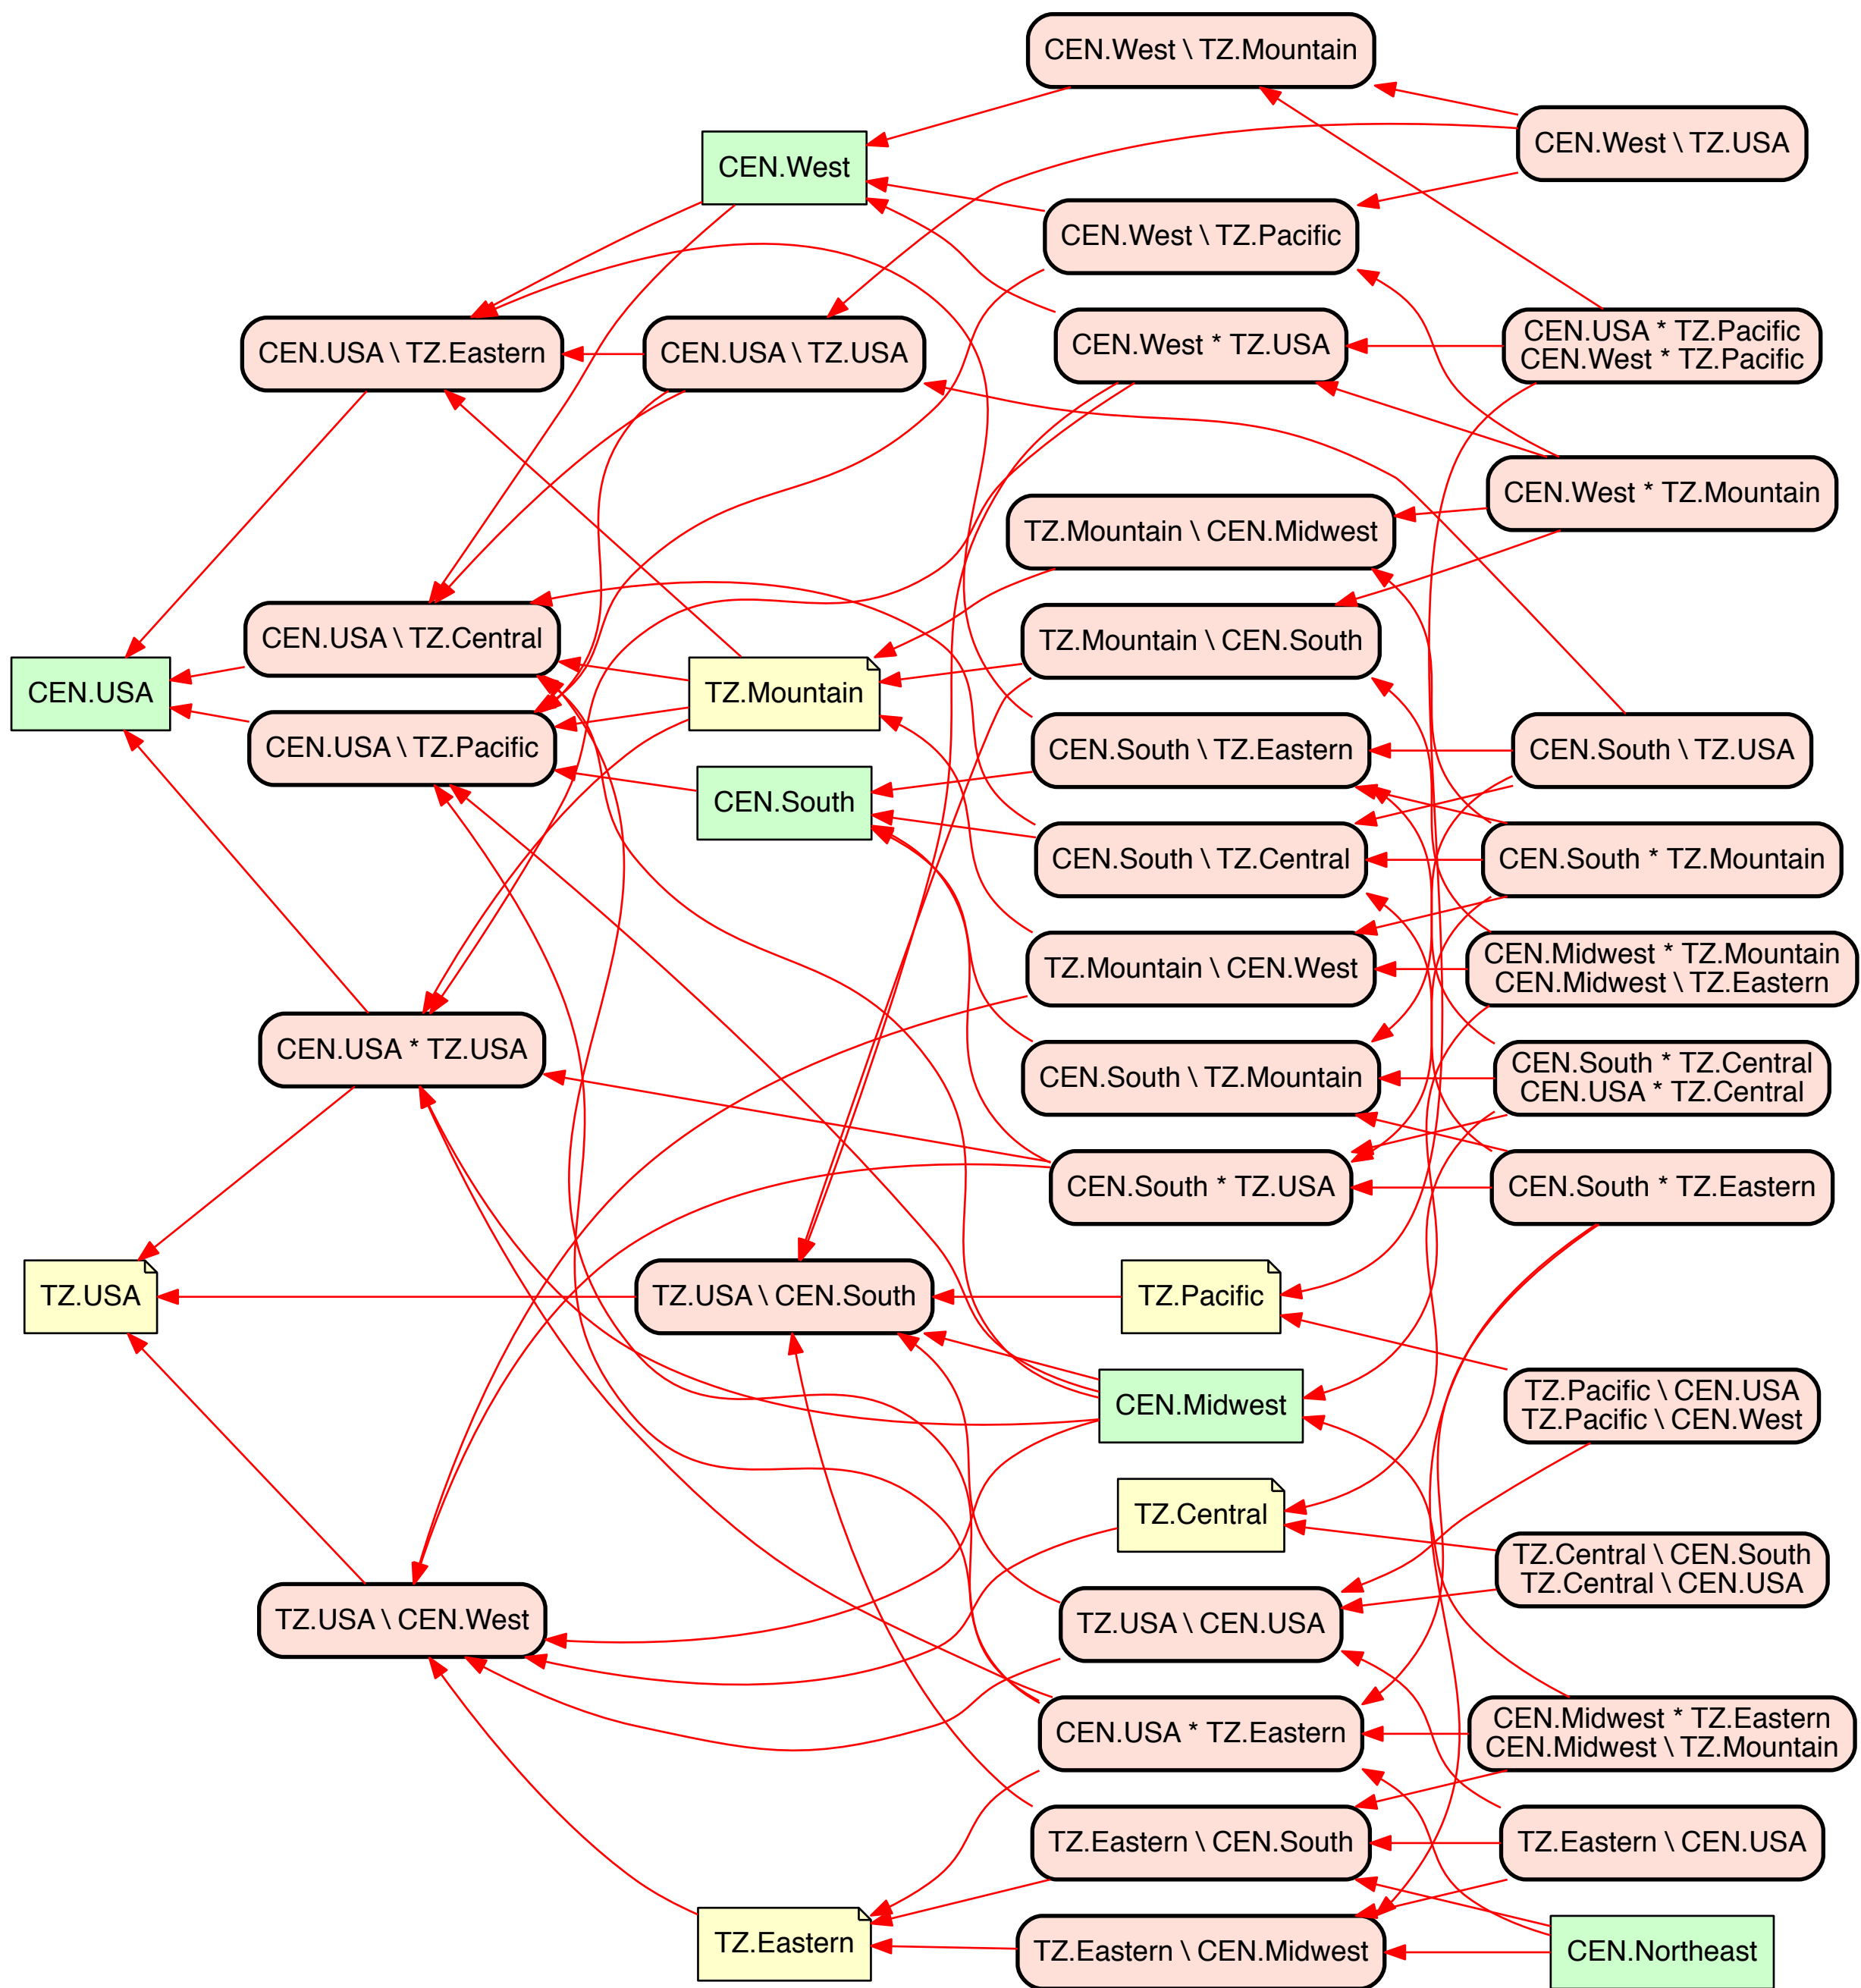 CEN.West \ TZ.Mountain
CEN.West \ TZ.USA
CEN.West
CEN.West \ TZ.Pacific
CEN.USA \ TZ.Eastern
CEN.USA \ TZ.USA
CEN.West * TZ.USA
CEN.USA * TZ.Pacific
CEN.West * TZ.Pacific
CEN.West * TZ.Mountain
TZ.Mountain \ CEN.Midwest
CEN.USA \ TZ.Central
TZ.Mountain \ CEN.South
CEN.USA
TZ.Mountain
CEN.USA \ TZ.Pacific
CEN.South \ TZ.Eastern
CEN.South \ TZ.USA
CEN.South
CEN.South \ TZ.Central
CEN.South * TZ.Mountain
TZ.Mountain \ CEN.West
CEN.Midwest * TZ.Mountain
CEN.Midwest \ TZ.Eastern
CEN.USA * TZ.USA
CEN.South \ TZ.Mountain
CEN.South * TZ.Central
CEN.USA * TZ.Central
CEN.South * TZ.USA
CEN.South * TZ.Eastern
TZ.USA
TZ.USA \ CEN.South
TZ.Pacific
CEN.Midwest
TZ.Pacific \ CEN.USA
TZ.Pacific \ CEN.West
TZ.Central
TZ.Central \ CEN.South
TZ.Central \ CEN.USA
TZ.USA \ CEN.West
TZ.USA \ CEN.USA
CEN.USA * TZ.Eastern
CEN.Midwest * TZ.Eastern
CEN.Midwest \ TZ.Mountain
TZ.Eastern \ CEN.South
TZ.Eastern \ CEN.USA
TZ.Eastern
TZ.Eastern \ CEN.Midwest
CEN.Northeast